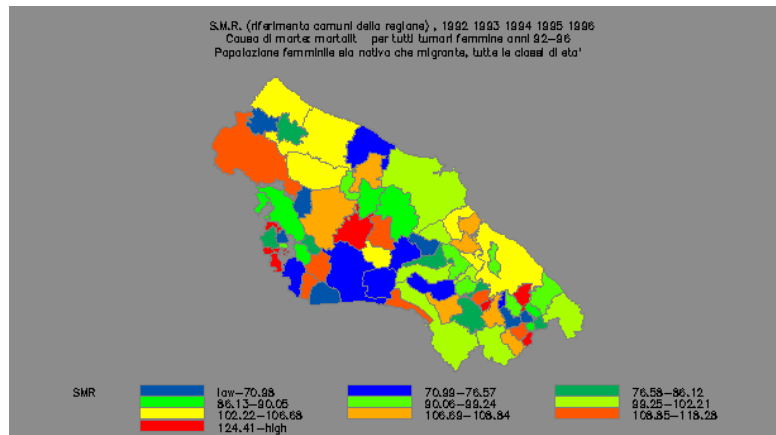 S.M.R. (riferimento comuni della regione) , 1992 1993 1994 1995 1996
Causa di morte: mortalit per tutti tumori femmine anni 92-96
Popolazione femminile sia nativa che migrante, tutte le classi di eta'
SMR
low-70.98
70.99-76.57
76.58-86.12
86.13-90.05
90.06-99.24
99.25-102.21
102.22-106.68
106.69-108.84
108.85-118.28
124.41-high